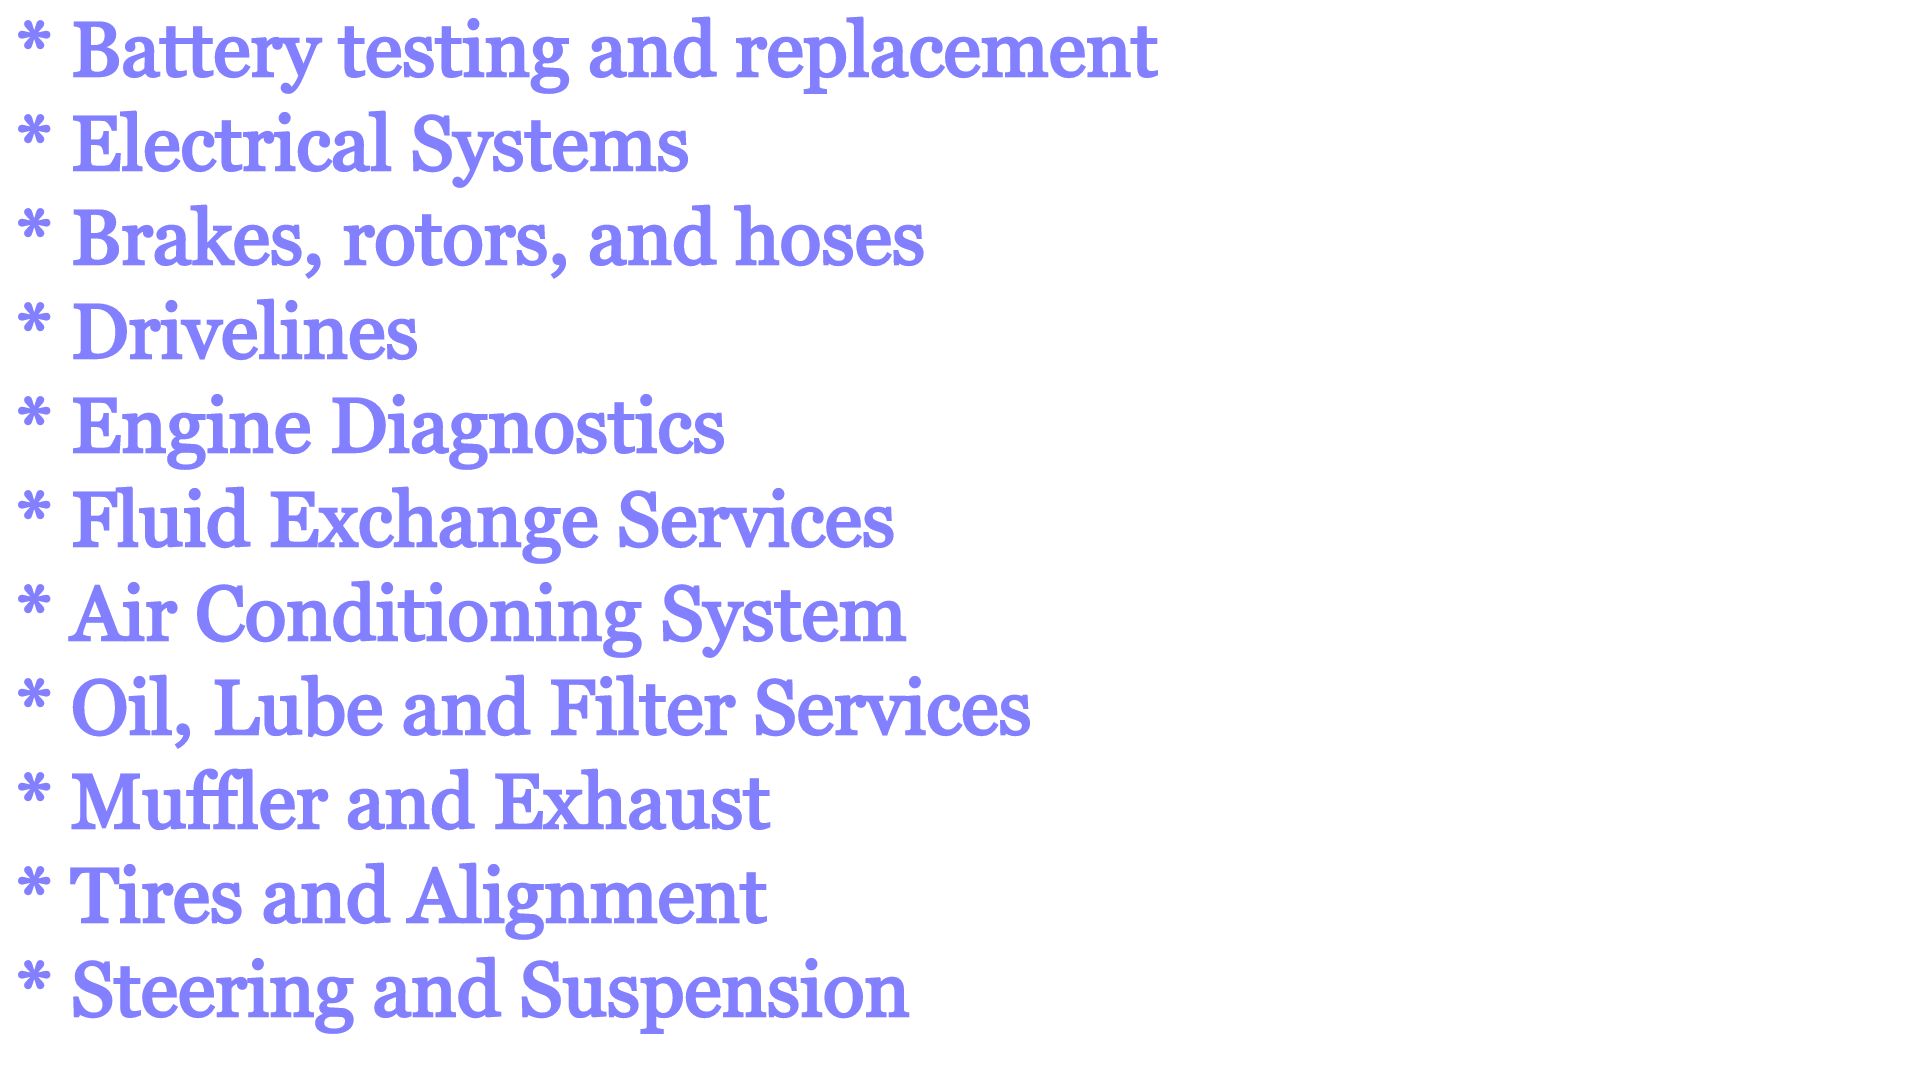 * Battery testing and replacement
* Electrical Systems
* Brakes, rotors, and hoses
* Drivelines
* Engine Diagnostics
* Fluid Exchange Services
* Air Conditioning System
* Oil, Lube and Filter Services
* Muffler and Exhaust
* Tires and Alignment
* Steering and Suspension